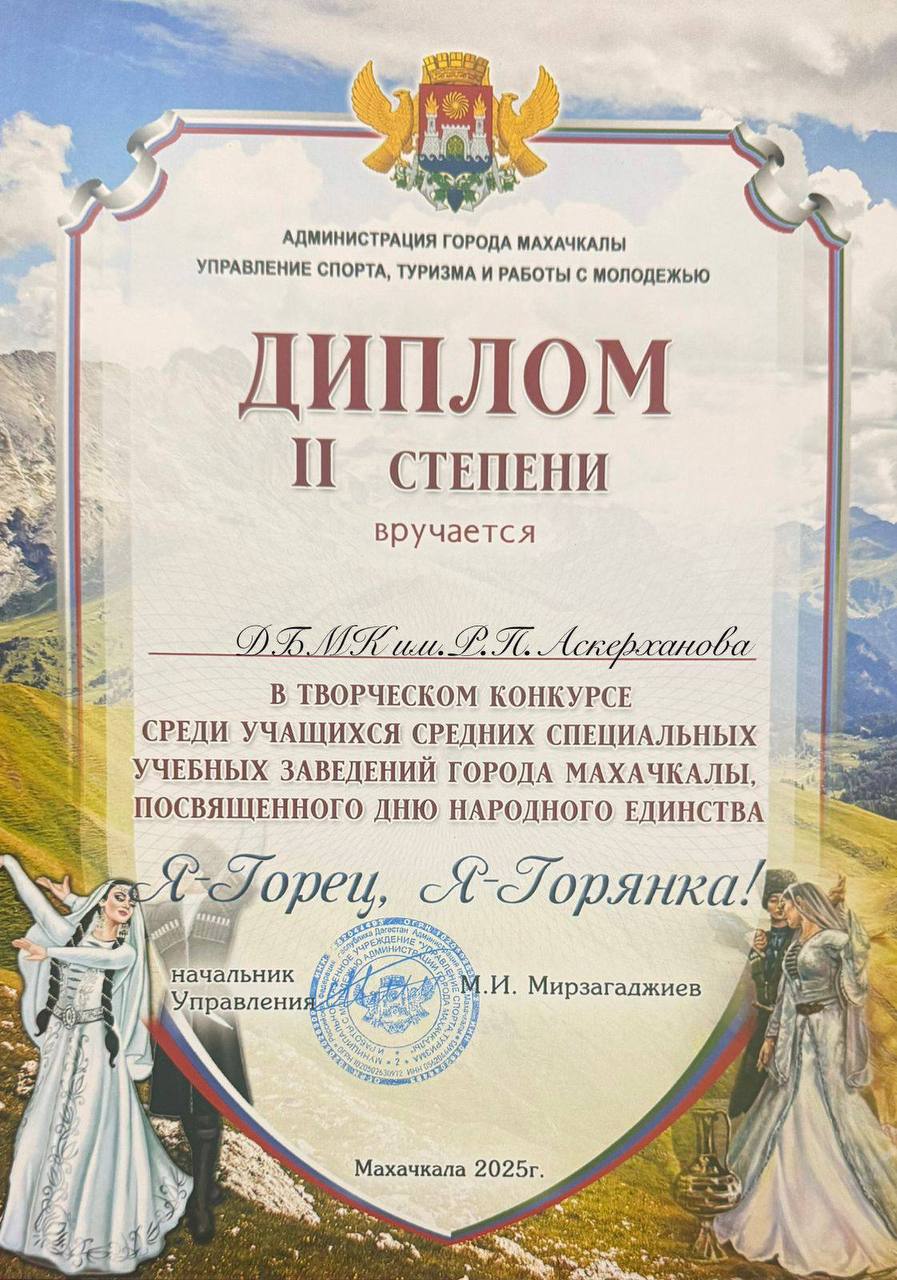 АДМИНИСТРАЦИЯ ГОРОДА МАХАЧКАЛЫ
УПРАВЛЕНИЕ СПОРТА, ТУРИЗМА И РАБОТЫ С МОЛОДЕЖЬЮ
ДИПЛОМ
II СТЕПЕНИ
вручается
ДБМК им.Р.П.Аскерханова
В ТВОРЧЕСКОМ КОНКУРСЕ
СРЕДИ УЧАЩИХСЯ СРЕДНИХ СПЕЦИАЛЬНЫХ
УЧЕБНЫХ ЗАВЕДЕНИЙ ГОРОДА МАХАЧКАЛЫ,
ПОСВЯЩЕННОГО ДНЮ НАРОДНОГО ЕДИНСТВА
Я-Горец, Я-Горянка!
начальник
Управления
М.И. Мирзагаджиев
Махачкала 2025г.